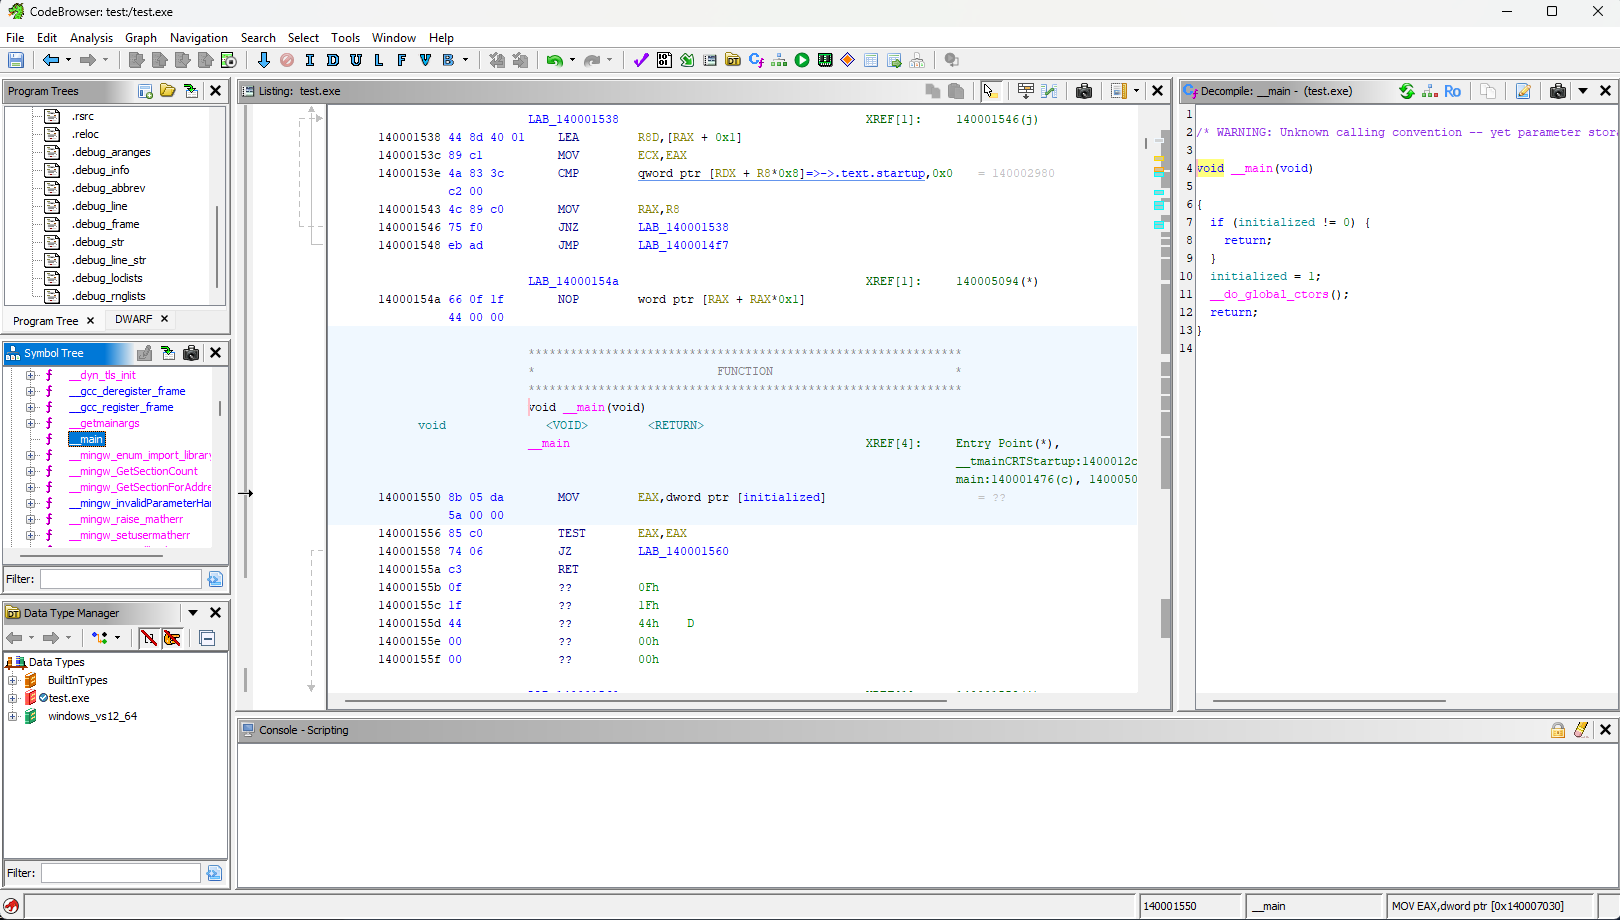 CodeBrowser: test:/test.exe
File Edit Analysis Graph Navigation Search Select Tools Window Help
I D U L F V B
Program Trees
.rsrc
.reloc
.debug_aranges
.debug_info
.debug_abbrev
.debug_line
.debug_frame
.debug_str
.debug_line_str
.debug_loclists
.debug_rnglists
Program Tree DWARF
Symbol Tree
__dyn_tls_init
__gcc_deregister_frame
__gcc_register_frame
__getmainargs
__main
__mingw_enum_import_library
__mingw_GetSectionCount
__mingw_GetSectionForAddre
__mingw_invalidParameterHan
__mingw_raise_matherr
__mingw_setusermatherr
Filter:
Data Type Manager
Data Types
BuiltInTypes
test.exe
windows_vs12_64
Filter:
Listing: test.exe
LAB_140001538 XREF[1]: 140001546(j)
140001538 44 8d 40 01 LEA R8D,[RAX + 0x1]
14000153c 89 c1 MOV ECX,EAX
14000153e 4a 83 3c CMP qword ptr [RDX + R8*0x8]=>->.text.startup,0x0 = 140002980
c2 00
140001543 4c 89 c0 MOV RAX,R8
140001546 75 f0 JNZ LAB_140001538
140001548 eb ad JMP LAB_1400014f7
LAB_14000154a XREF[1]: 140005094(*)
14000154a 66 0f 1f NOP word ptr [RAX + RAX*0x1]
44 00 00
*************************************************************
* FUNCTION *
*************************************************************
void __main(void)
void <VOID> <RETURN>
__main XREF[4]: Entry Point(*),
__tmainCRTStartup:1400012c
main:140001476(c), 1400050
140001550 8b 05 da MOV EAX,dword ptr [initialized] = ??
5a 00 00
140001556 85 c0 TEST EAX,EAX
140001558 74 06 JZ LAB_140001560
14000155a c3 RET
14000155b 0f ?? 0Fh
14000155c 1f ?? 1Fh
14000155d 44 ?? 44h D
14000155e 00 ?? 00h
14000155f 00 ?? 00h
Decompile: __main - (test.exe)
Ro
1
2 /* WARNING: Unknown calling convention -- yet parameter stora
3
4 void __main(void)
5
6 {
7 if (initialized != 0) {
8 return;
9 }
10 initialized = 1;
11 __do_global_ctors();
12 return;
13 }
14
Console - Scripting
140001550 __main MOV EAX,dword ptr [0x140007030]